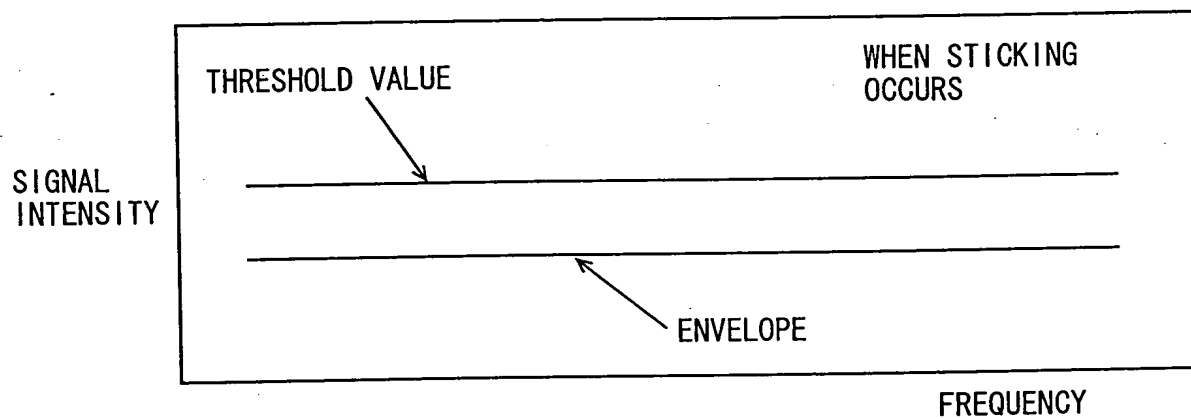 WHEN STICKING
OCCURS
THRESHOLD VALUE
SIGNAL
INTENSITY
ENVELOPE
FREQUENCY